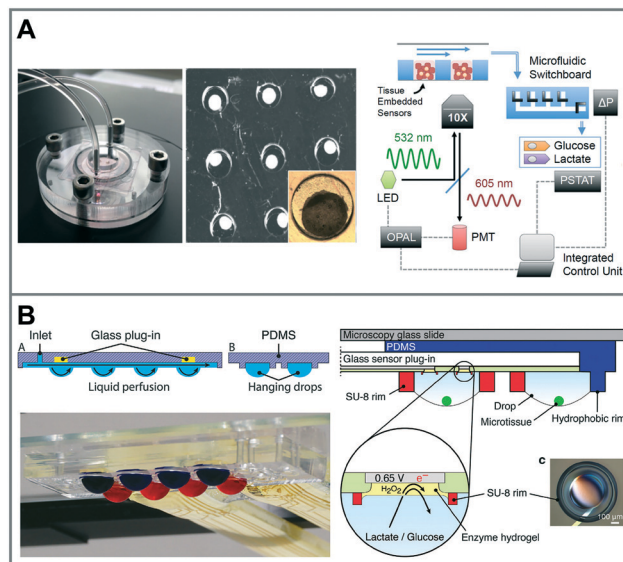 A
Tissue
Embedded
Sensors
Microfluidic
Switchboard
ΔP
10X
532 nm
Glucose
Lactate
LED
605 nm
PSTAT
OPAL
PMT
Integrated
Control Unit
B
A
Inlet
Glass plug-in
B
PDMS
Liquid perfusion
Hanging drops
Microscopy glass slide
PDMS
Glass sensor plug-in
SU-8 rim
Drop
Microtissue
Hydrophobic rim
0.65 V
e⁻
H₂O₂
Lactate / Glucose
Enzyme hydrogel
SU-8 rim
c
100 µm